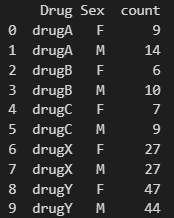 Drug Sex count
0 drugA F 9
1 drugA M 14
2 drugB F 6
3 drugB M 10
4 drugC F 7
5 drugC M 9
6 drugX F 27
7 drugX M 27
8 drugY F 47
9 drugY M 44